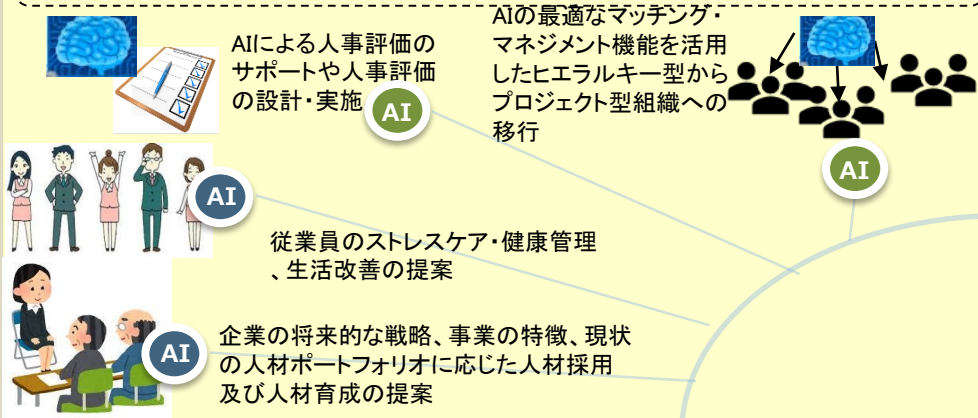 AIによる人事評価の
サポートや人事評価
の設計・実施
AI
AIの最適なマッチング・
マネジメント機能を活用
したヒエラルキー型から
プロジェクト型組織への
移行
AI
AI
従業員のストレスケア・健康管理
、生活改善の提案
AI
企業の将来的な戦略、事業の特徴、現状
の人材ポートフォリオに応じた人材採用
及び人材育成の提案